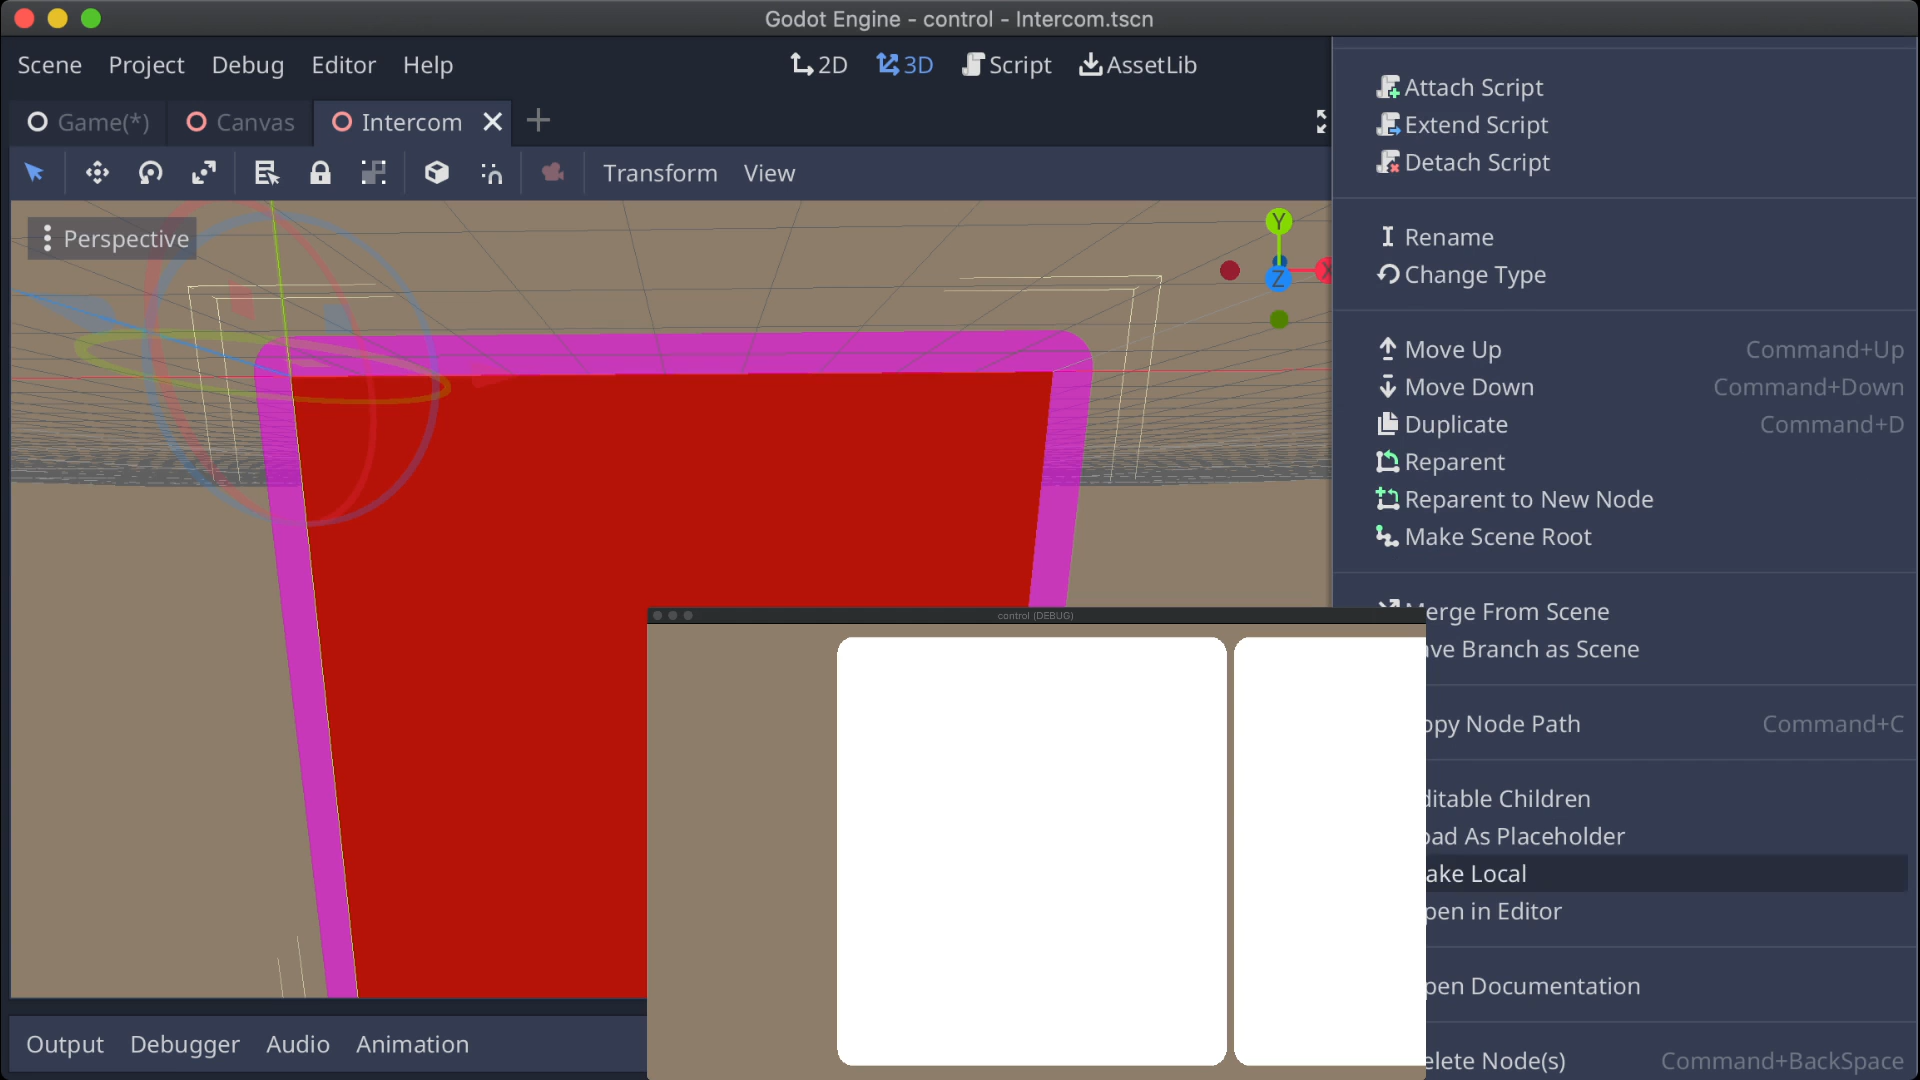 Godot Engine - control - Intercom.tscn
Scene Project Debug Editor Help
2D 3D Script AssetLib
Game(*) Canvas Intercom
Transform View
Perspective
Y
X
Z
Attach Script
Extend Script
Detach Script
Rename
Change Type
Move Up Command+Up
Move Down Command+Down
Duplicate Command+D
Reparent
Reparent to New Node
Make Scene Root
erge From Scene
ve Branch as Scene
py Node Path Command+C
itable Children
ad As Placeholder
ake Local
pen in Editor
pen Documentation
elete Node(s) Command+BackSpace
control (DEBUG)
Output Debugger Audio Animation